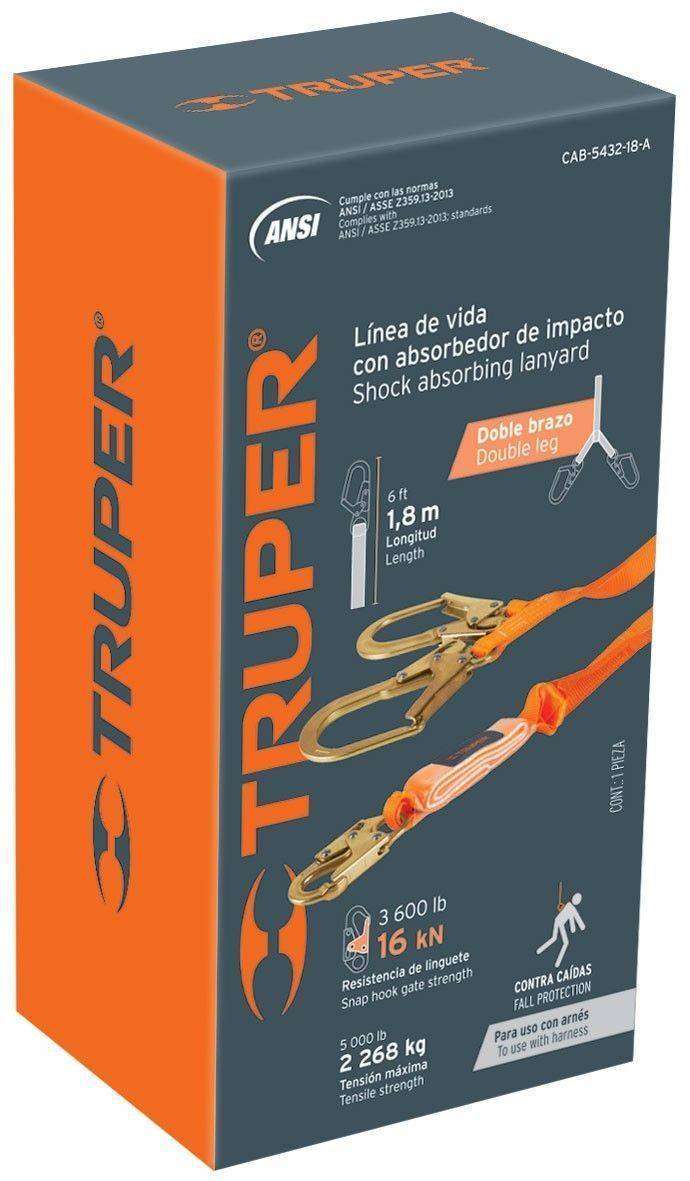 TRUPER
CAB-5432-18-A
ANSI
Cumple con las normas
ANSI / ASSE Z359.13-2013
Complies with
ANSI / ASSE Z359.13-2013; standards
TRUPER®
TRUPER®
Línea de vida
con absorbedor de impacto
Shock absorbing lanyard
Doble brazo
Double leg
6 ft
1,8 m
Longitud
Length
TRUPER
CONT.: 1 PIEZA
3 600 lb
16 kN
Resistencia de linguete
Snap hook gate strength
5 000 lb
2 268 kg
Tensión máxima
Tensile strength
CONTRA CAÍDAS
FALL PROTECTION
Para uso con arnés
To use with harness